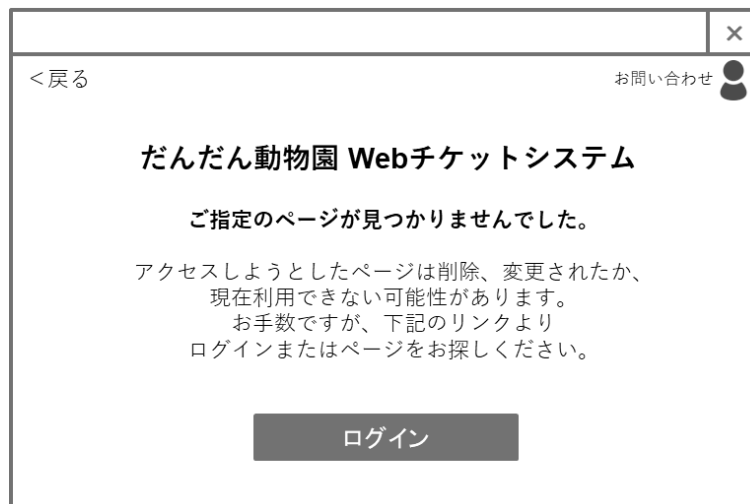 ×
<戻る
お問い合わせ
だんだん動物園 Webチケットシステム
ご指定のページが見つかりませんでした。
アクセスしようとしたページは削除、変更されたか、
現在利用できない可能性があります。
お手数ですが、下記のリンクより
ログインまたはページをお探しください。
ログイン